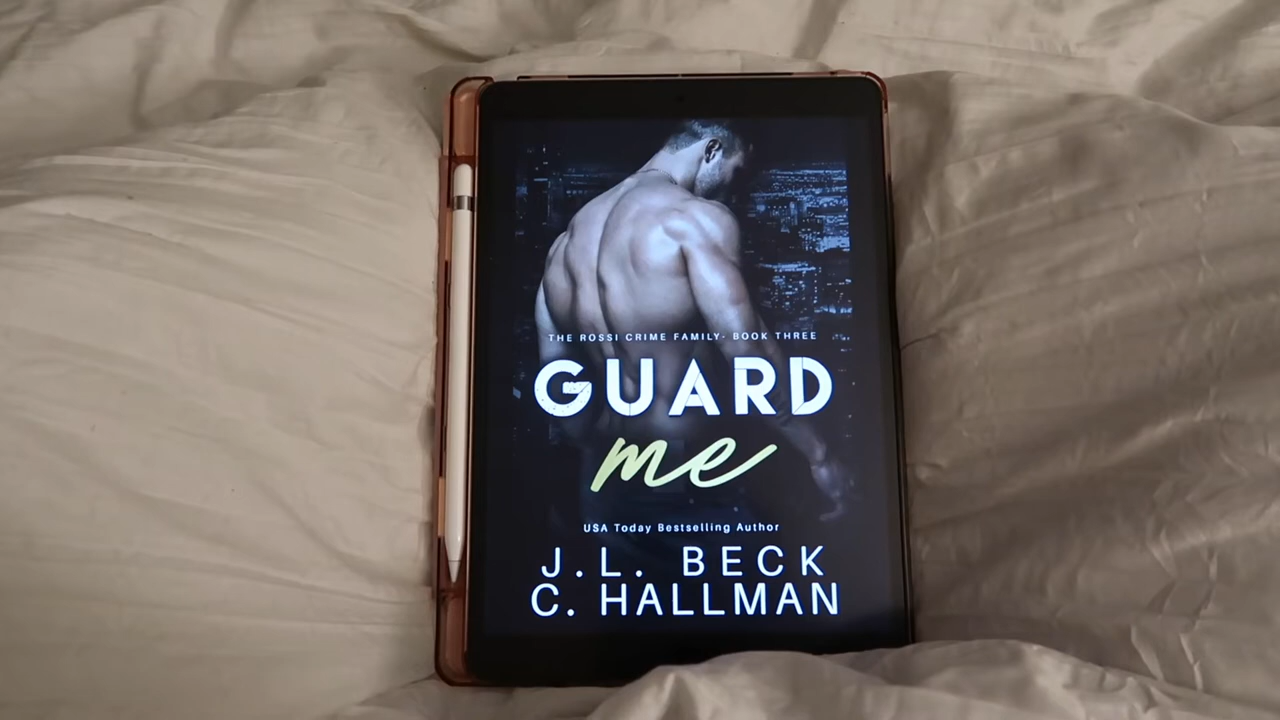 THE ROSSI CRIME FAMILY- BOOK THREE
GUARD
me
USA Today Bestselling Author
J.L. BECK
C. HALLMAN